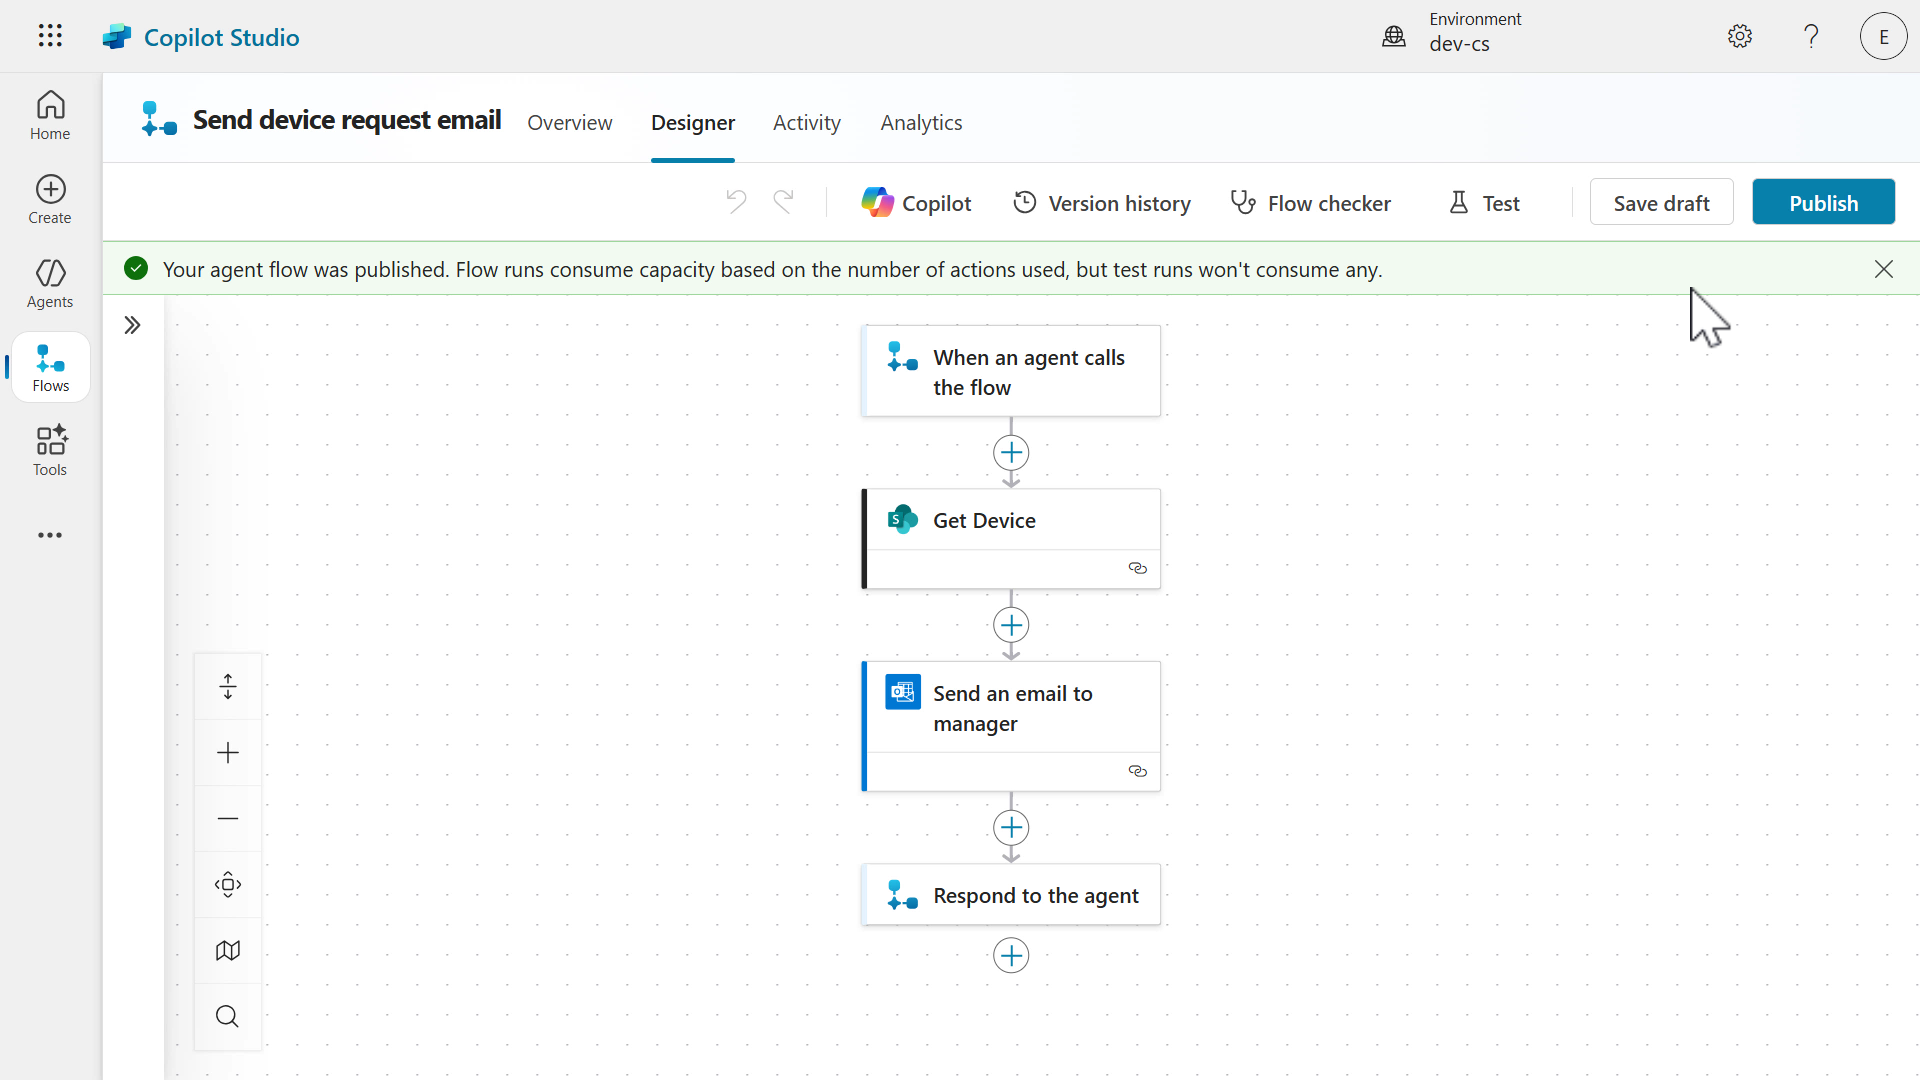 Copilot Studio
Environment
dev-cs
?
E
Home
Create
Agents
Flows
Tools
Send device request email
Overview
Designer
Activity
Analytics
Copilot
Version history
Flow checker
Test
Save draft
Publish
Your agent flow was published. Flow runs consume capacity based on the number of actions used, but test runs won't consume any.
When an agent calls
the flow
Get Device
Send an email to
manager
Respond to the agent